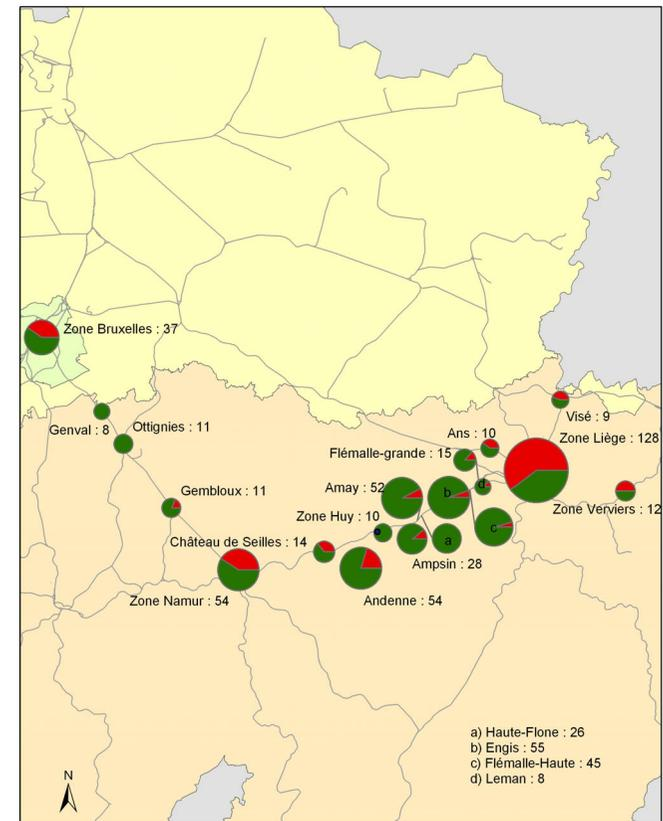 Zone Bruxelles : 37
Genval : 8
Ottignies : 11
Gembloux : 11
Château de Seilles : 14
Zone Namur : 54
Visé : 9
Ans : 10
Zone Liège : 128
Flémalle-grande : 15
Amay : 52
b
d
Zone Verviers : 12
Zone Huy : 10
c
a
Ampsin : 28
Andenne : 54
a) Haute-Flone : 26
b) Engis : 55
c) Flémalle-Haute : 45
d) Leman : 8
N